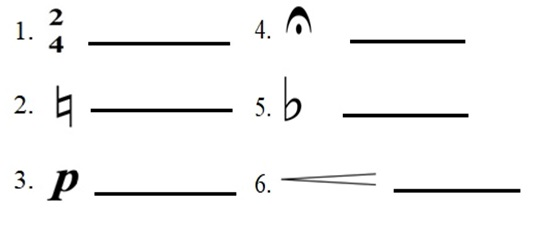 1. 2/4 4. 𝄐
2. ♮ 5. ♭
3. p 6.